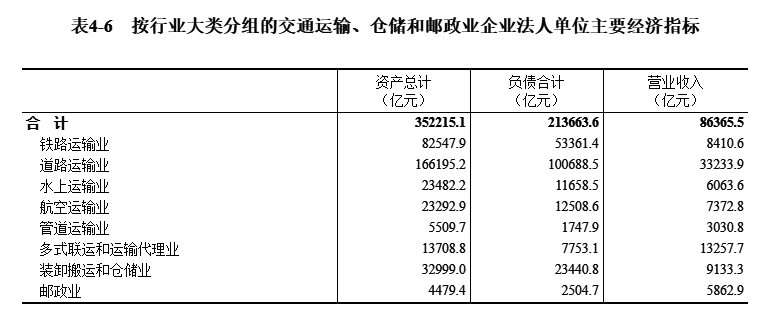 表4-6 按行业大类分组的交通运输、仓储和邮政业企业法人单位主要经济指标
资产总计 负债合计 营业收入
（亿元） （亿元） （亿元）
合 计 352215.1 213663.6 86365.5
铁路运输业 82547.9 53361.4 8410.6
道路运输业 166195.2 100688.5 33233.9
水上运输业 23482.2 11658.5 6063.6
航空运输业 23292.9 12508.6 7372.8
管道运输业 5509.7 1747.9 3030.8
多式联运和运输代理业 13708.8 7753.1 13257.7
装卸搬运和仓储业 32999.0 23440.8 9133.3
邮政业 4479.4 2504.7 5862.9